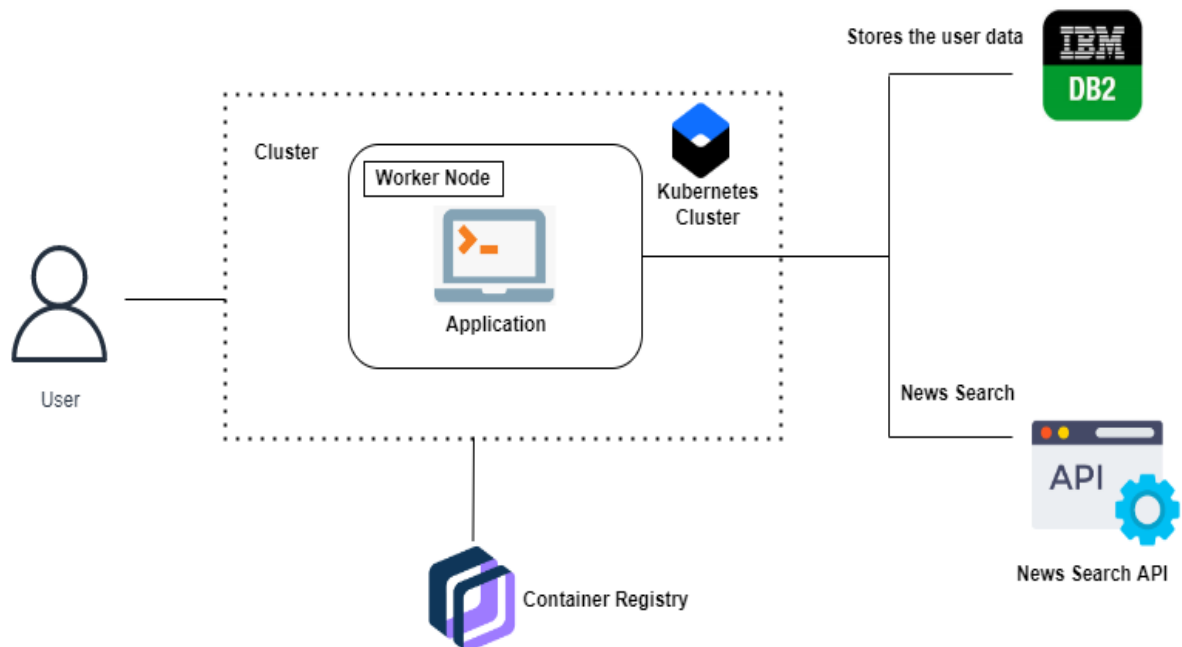 Stores the user data
IBM
DB2
Cluster
Worker Node
Kubernetes
Cluster
Application
User
News Search
API
News Search API
Container Registry